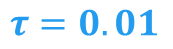 τ = 0.01